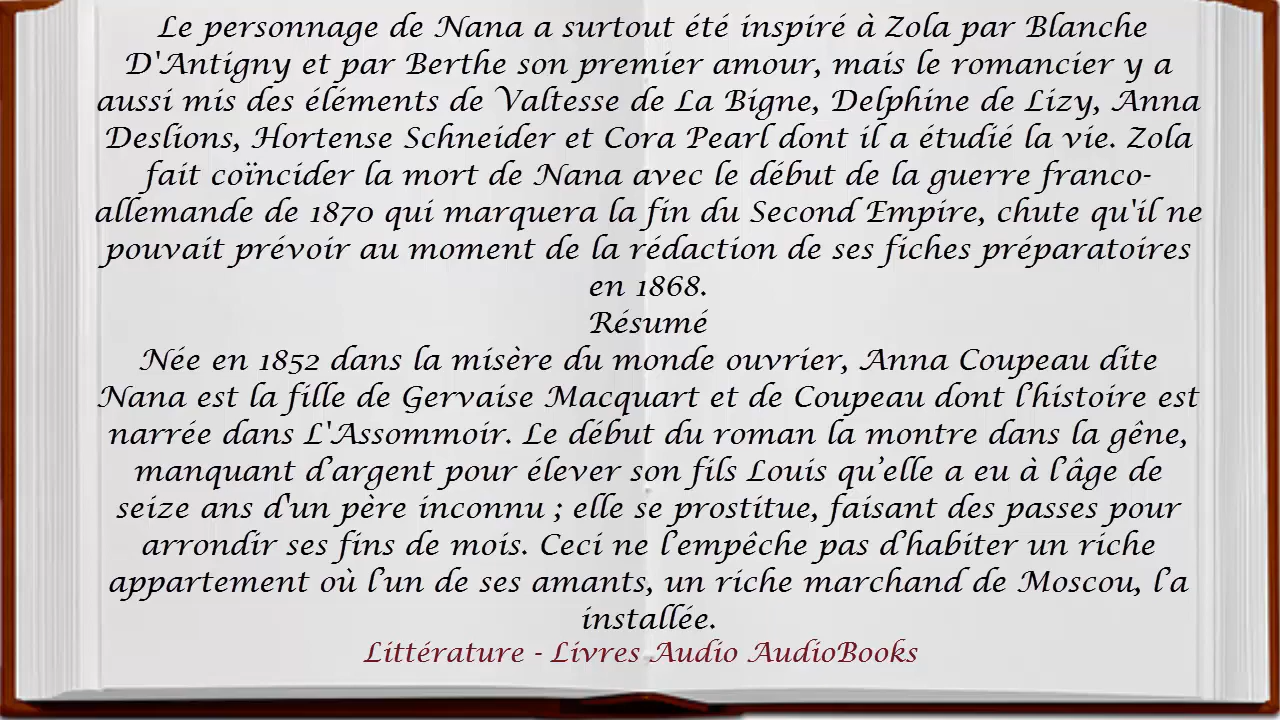 Le personnage de Nana a surtout été inspiré à Zola par Blanche
D'Antigny et par Berthe son premier amour, mais le romancier y a
aussi mis des éléments de Valtesse de La Bigne, Delphine de Lizy, Anna
Deslions, Hortense Schneider et Cora Pearl dont il a étudié la vie. Zola
fait coïncider la mort de Nana avec le début de la guerre franco-
allemande de 1870 qui marquera la fin du Second Empire, chute qu'il ne
pouvait prévoir au moment de la rédaction de ses fiches préparatoires
en 1868.
Résumé
Née en 1852 dans la misère du monde ouvrier, Anna Coupeau dite
Nana est la fille de Gervaise Macquart et de Coupeau dont l’histoire est
narrée dans L'Assommoir. Le début du roman la montre dans la gêne,
manquant d’argent pour élever son fils Louis qu’elle a eu à l’âge de
seize ans d'un père inconnu ; elle se prostitue, faisant des passes pour
arrondir ses fins de mois. Ceci ne l’empêche pas d’habiter un riche
appartement où l’un de ses amants, un riche marchand de Moscou, l’a
installée.
Littérature - Livres Audio AudioBooks